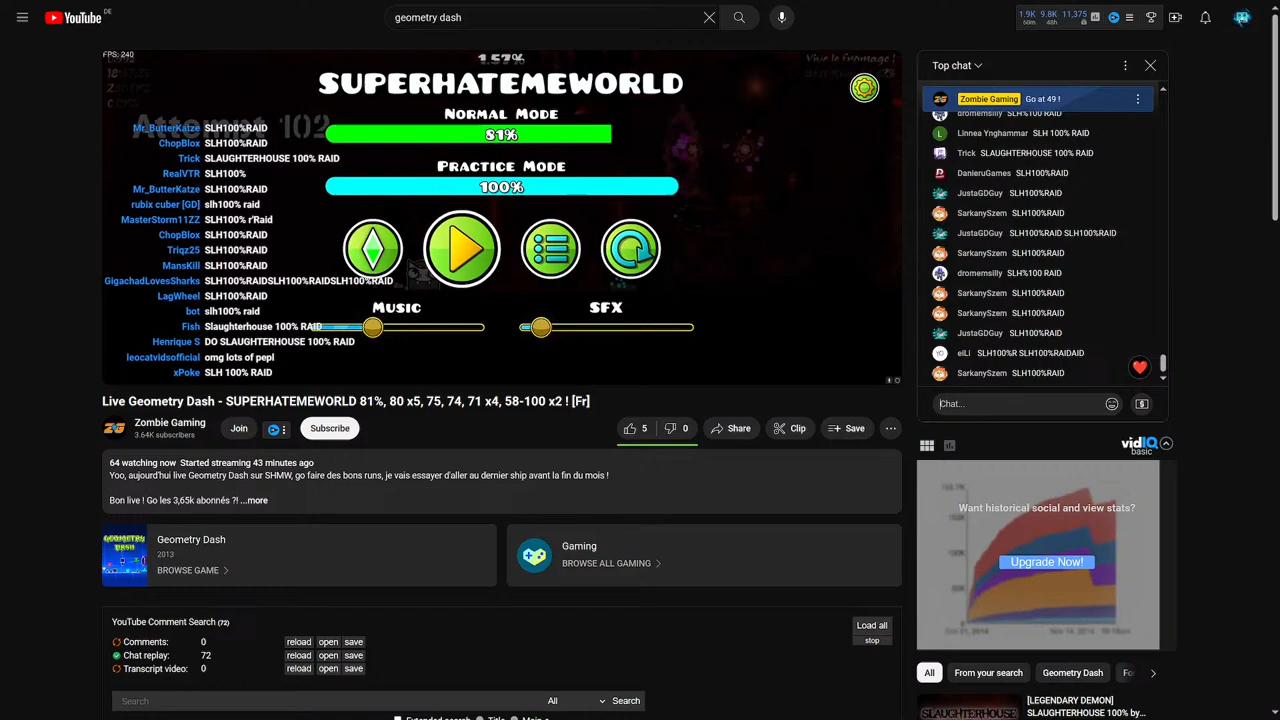 YouTube DE
geometry dash
1.9K 9.8K 11,375
60m 48h
FPS: 240
1.57%
Vive le fromage!
SUPERHATEMEWORLD
Attempt 102
NORMAL MODE
81%
PRACTICE MODE
100%
MUSIC
SFX
Mr_ButterKatze SLH100%RAID
ChopBlox SLH100%RAID
Trick SLAUGHTERHOUSE 100% RAID
RealVTR SLH100%
Mr_ButterKatze SLH100%RAID
rubix cuber [GD] slh100% raid
MasterStorm11ZZ SLH100% r'Raid
ChopBlox SLH100%RAID
Triqz25 SLH100%RAID
MansKill SLH100%RAID
GigachadLovesSharks SLH100%RAIDSLH100%RAIDSLH100%RAID
LagWheel SLH100%RAID
bot slh100% raid
Fish Slaughterhouse 100% RAID
Henrique S DO SLAUGHTERHOUSE 100% RAID
leocatvidsofficial omg lots of pepl
xPoke SLH 100% RAID
Top chat
Zombie Gaming Go at 49 !
dromemsilly SLH%100 RAID
Linnea Ynghammar SLH 100% RAID
Trick SLAUGHTERHOUSE 100% RAID
DanieruGames SLH100%RAID
JustaGDGuy SLH100%RAID
SarkanySzem SLH100%RAID
JustaGDGuy SLH100%RAID SLH100%RAID
SarkanySzem SLH100%RAID
dromemsilly SLH%100 RAID
SarkanySzem SLH100%RAID
SarkanySzem SLH100%RAID
JustaGDGuy SLH100%RAID
YO elLi SLH100%R SLH100%RAIDAID
SarkanySzem SLH100%RAID
Chat...
Live Geometry Dash - SUPERHATEMEWORLD 81%, 80 x5, 75, 74, 71 x4, 58-100 x2 ! [Fr]
Zombie Gaming
3.64K subscribers
Join
Subscribe
5
0
Share
Clip
Save
64 watching now Started streaming 43 minutes ago
Yoo, aujourd'hui live Geometry Dash sur SHMW, go faire des bons runs, je vais essayer d'aller au dernier ship avant la fin du mois !
Bon live ! Go les 3,65k abonnés ?! ...more
GEOMETRY DASH
Geometry Dash
2013
BROWSE GAME
Gaming
BROWSE ALL GAMING
YouTube Comment Search (72)
Comments: 0 reload open save
Chat replay: 72 reload open save
Transcript video: 0 reload open save
Load all
stop
Search
All
Search
Extended search Title Main +
vidIQ
basic
Want historical social and view stats?
Upgrade Now!
All
From your search
Geometry Dash
Fo
SLAUGHTERHOUSE
[LEGENDARY DEMON]
SLAUGHTERHOUSE 100% by...